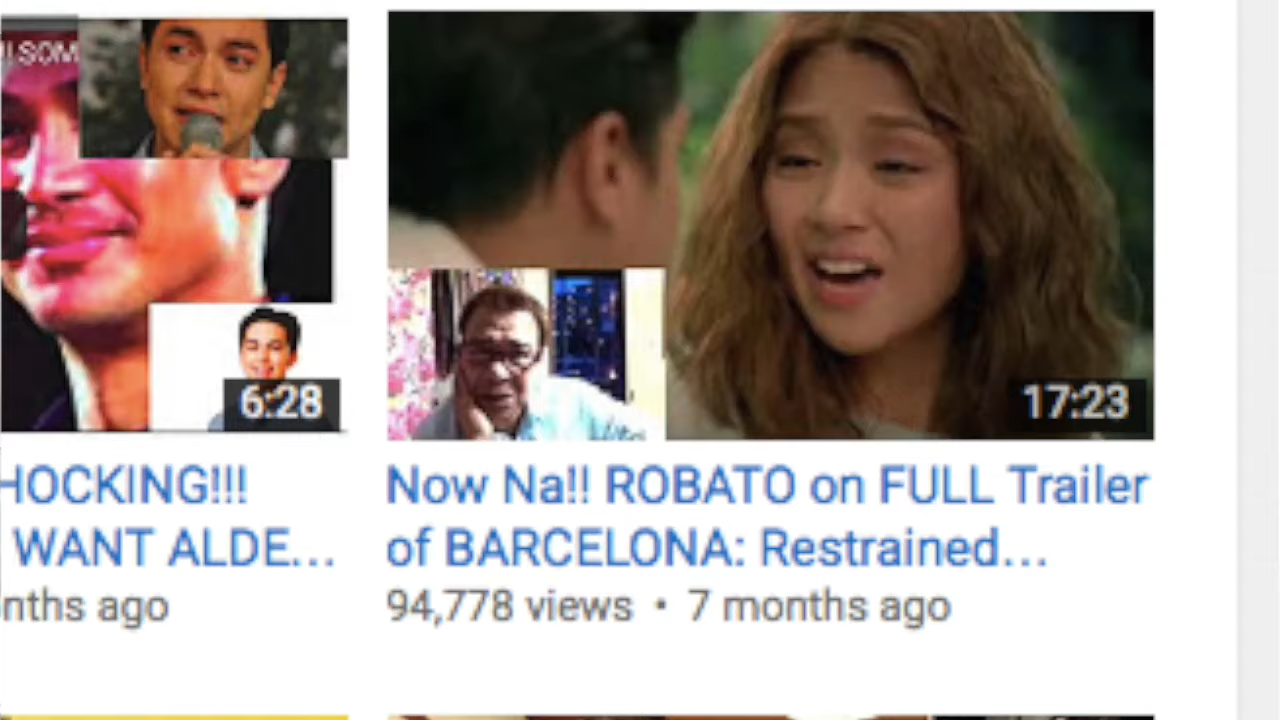 !! SOM
6:28
17:23
HOCKING!!!
WANT ALDE...
nths ago
Now Na!! ROBATO on FULL Trailer
of BARCELONA: Restrained...
94,778 views • 7 months ago